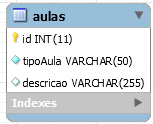 aulas
id INT(11)
tipoAula VARCHAR(50)
descricao VARCHAR(255)
Indexes